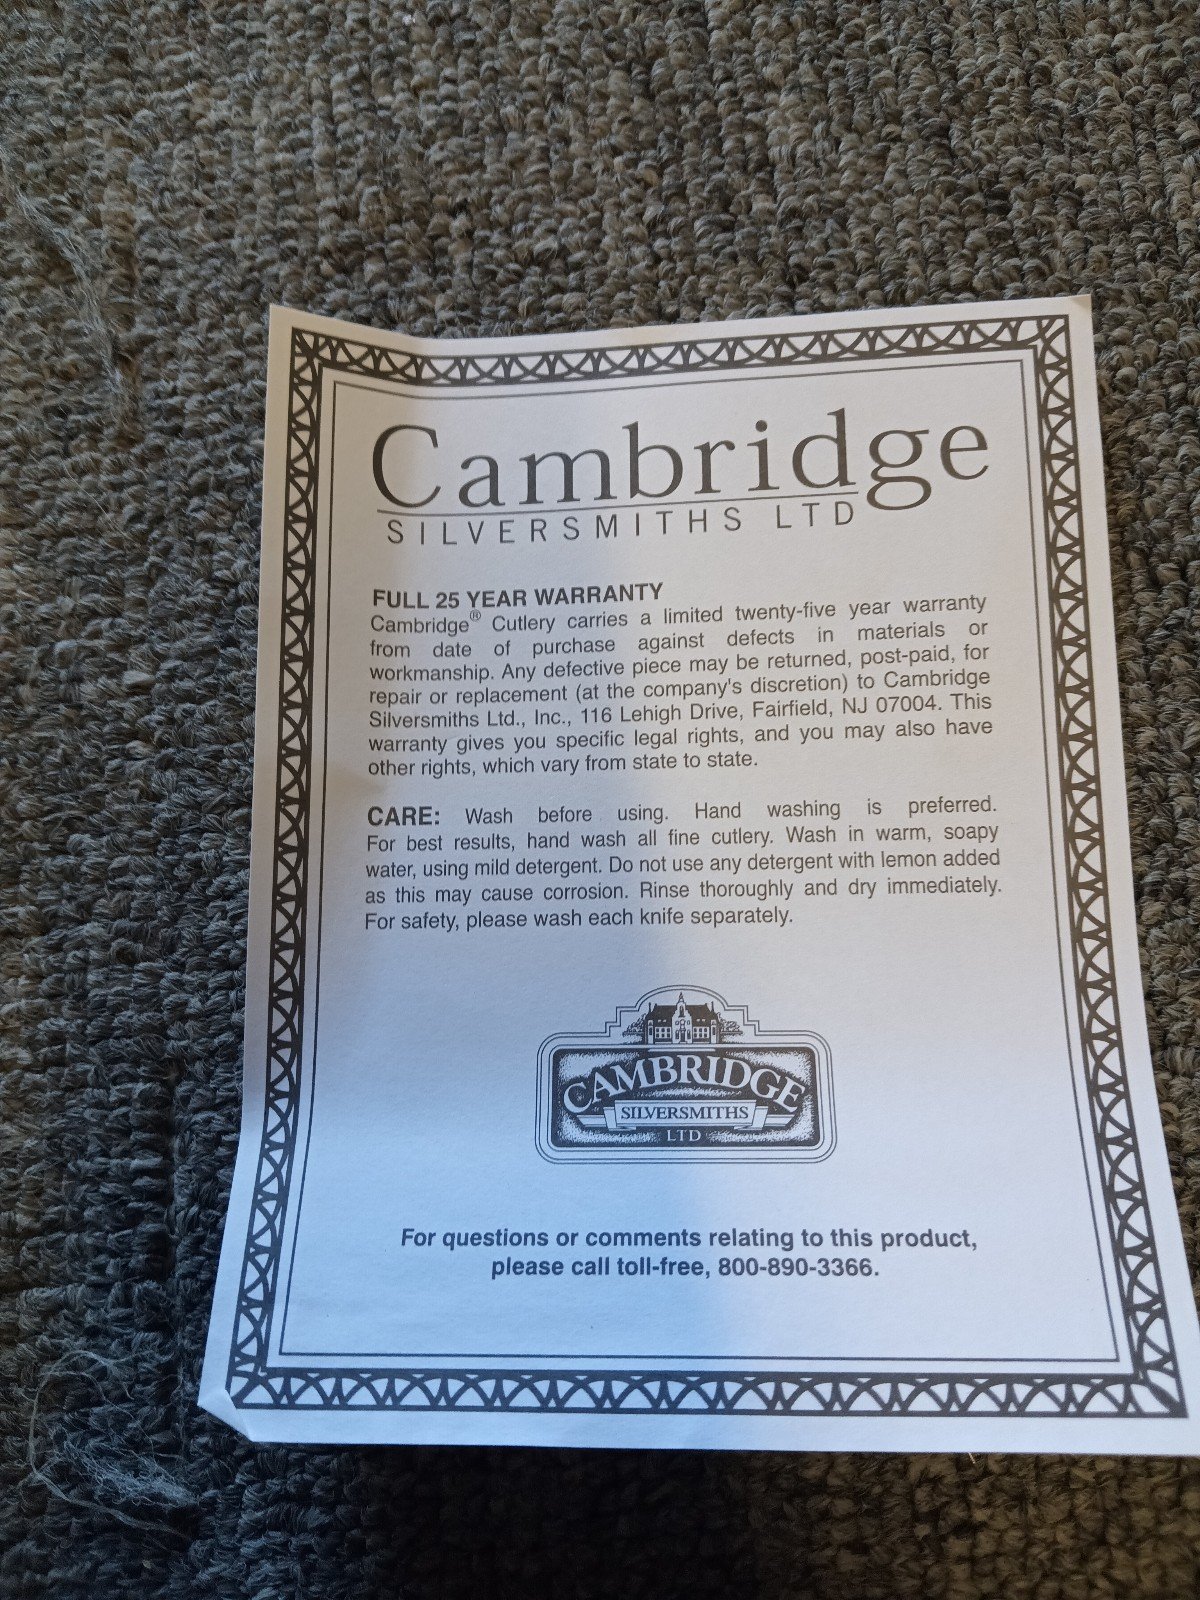 Cambridge
SILVERSMITHS LTD
FULL 25 YEAR WARRANTY
Cambridge® Cutlery carries a limited twenty-five year warranty
from date of purchase against defects in materials or
workmanship. Any defective piece may be returned, post-paid, for
repair or replacement (at the company's discretion) to Cambridge
Silversmiths Ltd., Inc., 116 Lehigh Drive, Fairfield, NJ 07004. This
warranty gives you specific legal rights, and you may also have
other rights, which vary from state to state.
CARE: Wash before using. Hand washing is preferred.
For best results, hand wash all fine cutlery. Wash in warm, soapy
water, using mild detergent. Do not use any detergent with lemon added
as this may cause corrosion. Rinse thoroughly and dry immediately.
For safety, please wash each knife separately.
CAMBRIDGE
SILVERSMITHS
LTD
For questions or comments relating to this product,
please call toll-free, 800-890-3366.